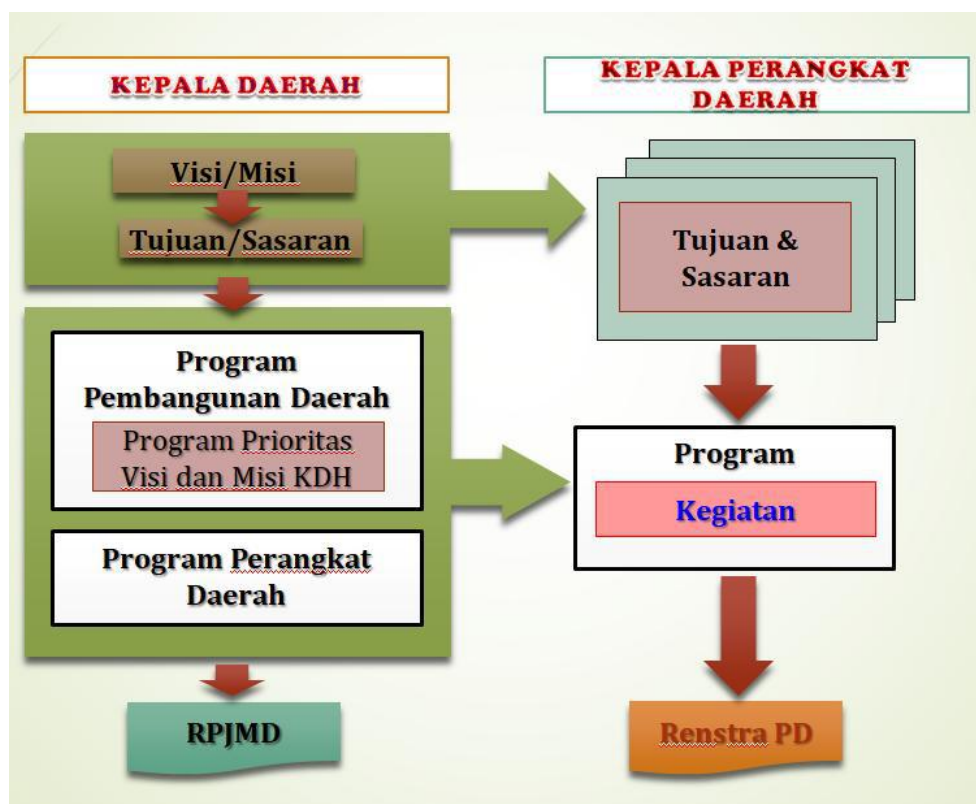 KEPALA DAERAH
Visi/Misi
Tujuan/Sasaran
Program
Pembangunan Daerah
Program Prioritas
Visi dan Misi KDH
Program Perangkat
Daerah
RPJMD
KEPALA PERANGKAT
DAERAH
Tujuan &
Sasaran
Program
Kegiatan
Renstra PD